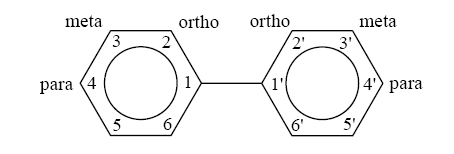 meta ortho ortho meta
3 2 2' 3'
para 4 1 1' 4' para
5 6 6' 5'